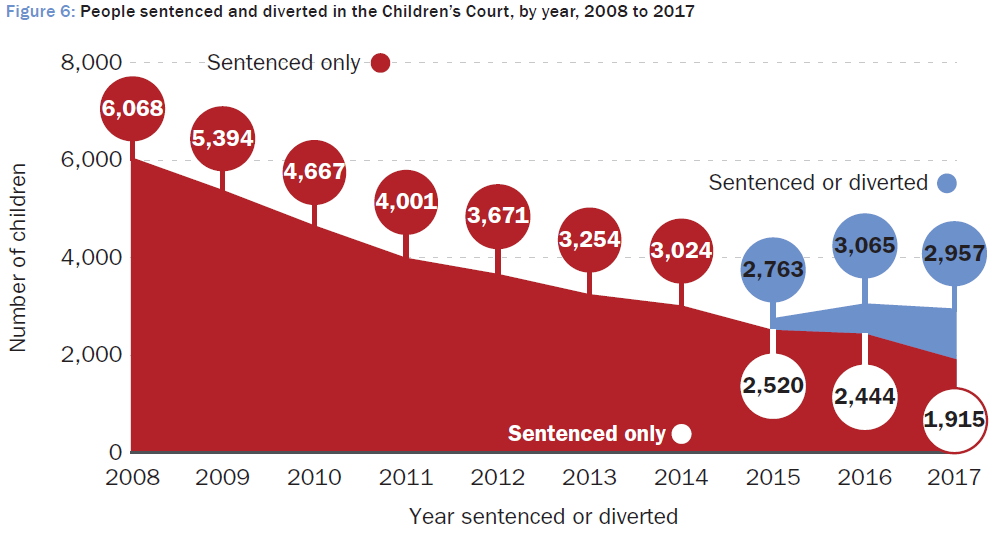 Figure 6: People sentenced and diverted in the Children’s Court, by year, 2008 to 2017
Number of children
8,000
6,000
4,000
2,000
0
Sentenced only
Sentenced or diverted
6,068
5,394
4,667
4,001
3,671
3,254
3,024
2,763
3,065
2,957
2,520
2,444
1,915
Sentenced only
2008 2009 2010 2011 2012 2013 2014 2015 2016 2017
Year sentenced or diverted